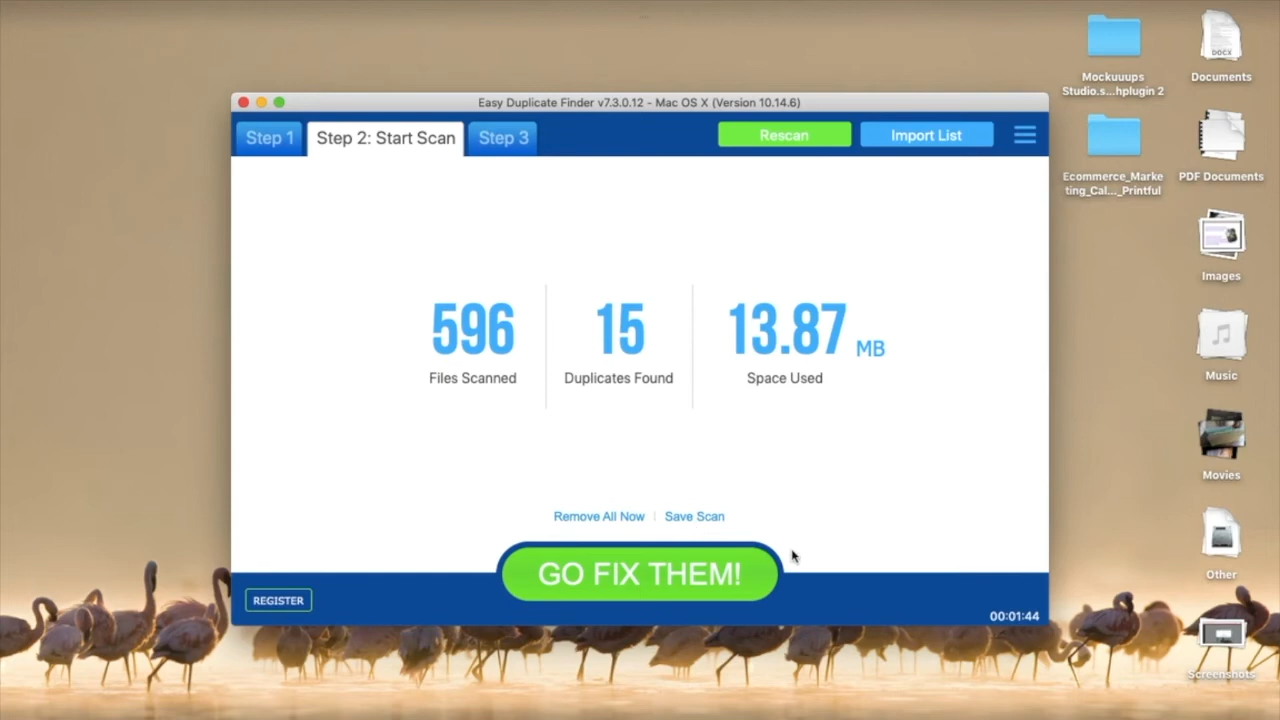 Easy Duplicate Finder v7.3.0.12 - Mac OS X (Version 10.14.6)
Step 1
Step 2: Start Scan
Step 3
Rescan
Import List
596
Files Scanned
15
Duplicates Found
13.87 MB
Space Used
Remove All Now
Save Scan
GO FIX THEM!
REGISTER
00:01:44
Mockuuups
Studio.s...hplugin 2
Ecommerce_Marke
ting_Cal..._Printful
DOCX
Documents
PDF Documents
Images
Music
Movies
Other
Screenshots